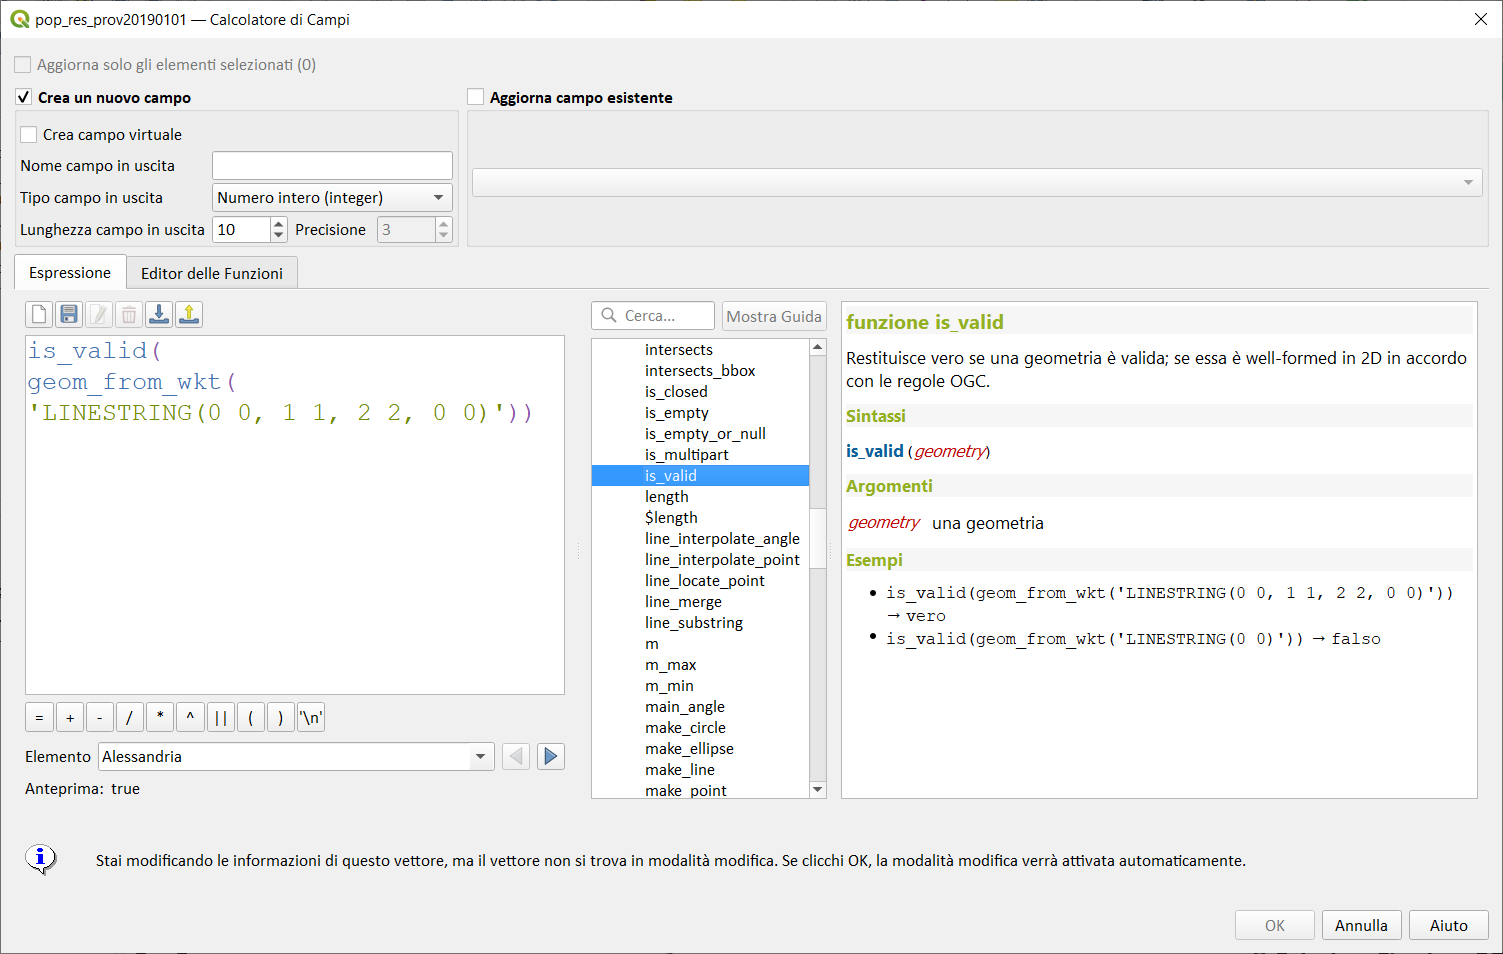 pop_res_prov20190101 — Calcolatore di Campi
Aggiorna solo gli elementi selezionati (0)
Crea un nuovo campo
Aggiorna campo esistente
Crea campo virtuale
Nome campo in uscita
Tipo campo in uscita
Numero intero (integer)
Lunghezza campo in uscita
10
Precisione
3
Espressione
Editor delle Funzioni
is_valid(
geom_from_wkt(
'LINESTRING(0 0, 1 1, 2 2, 0 0)'))
=
+
-
/
*
^
||
(
)
'\n'
Elemento
Alessandria
Anteprima: true
Cerca...
Mostra Guida
intersects
intersects_bbox
is_closed
is_empty
is_empty_or_null
is_multipart
is_valid
length
$length
line_interpolate_angle
line_interpolate_point
line_locate_point
line_merge
line_substring
m
m_max
m_min
main_angle
make_circle
make_ellipse
make_line
make_point
funzione is_valid
Restituisce vero se una geometria è valida; se essa è well-formed in 2D in accordo
con le regole OGC.
Sintassi
is_valid(geometry)
Argomenti
geometry una geometria
Esempi
• is_valid(geom_from_wkt('LINESTRING(0 0, 1 1, 2 2, 0 0)'))
→ vero
• is_valid(geom_from_wkt('LINESTRING(0 0)')) → falso
Stai modificando le informazioni di questo vettore, ma il vettore non si trova in modalità modifica. Se clicchi OK, la modalità modifica verrà attivata automaticamente.
OK
Annulla
Aiuto